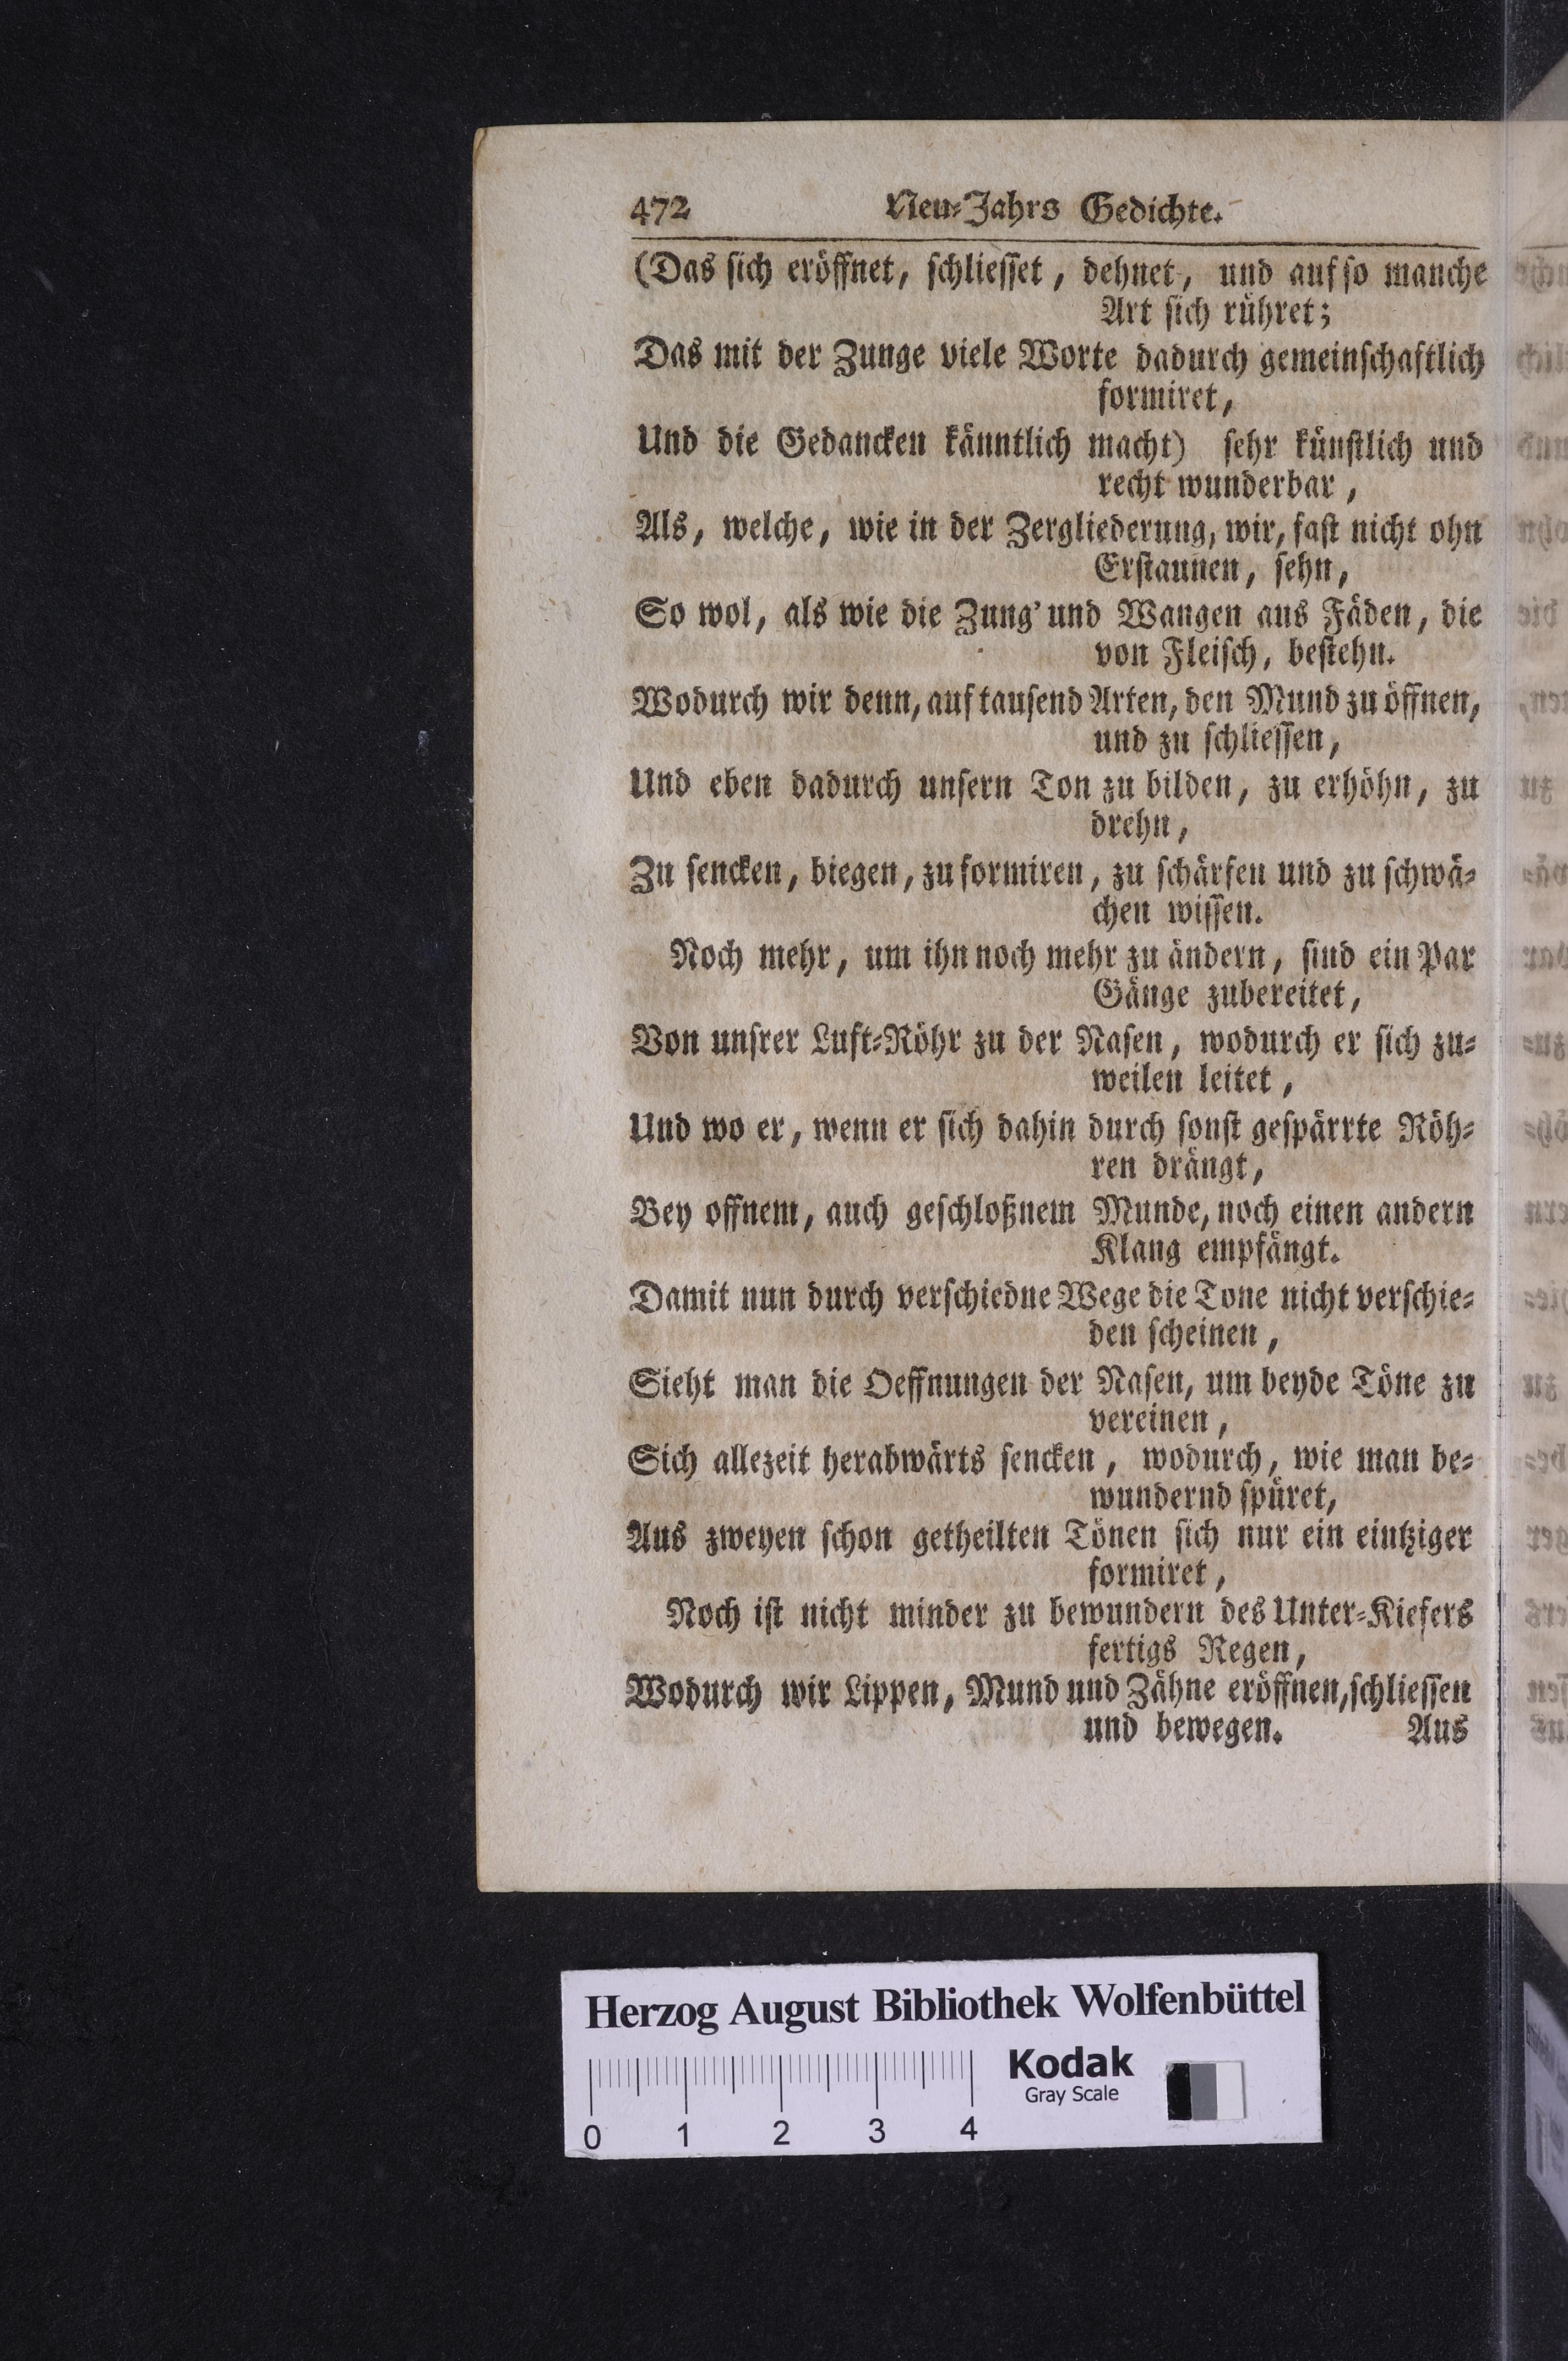 472 Neu-Jahrs Gedichte.
(Das ſich eröffnet, ſchlieſſet, dehnet, und auf ſo manche
Art ſich rühret;
Das mit der Zunge viele Worte dadurch gemeinſchaftlich
formiret,
Und die Gedancken känntlich macht) ſehr künſtlich und
recht wunderbar,
Als, welche, wie in der Zergliederung, wir, faſt nicht ohn
Erſtaunen, ſehn,
So wol, als wie die Zung' und Wangen aus Fäden, die
von Fleiſch, beſtehn.
Wodurch wir denn, auf tauſend Arten, den Mund zu öffnen,
und zu ſchlieſſen,
Und eben dadurch unſern Ton zu bilden, zu erhöhn, zu
drehn,
Zu ſencken, biegen, zu formiren, zu ſchärfen und zu ſchwä-
chen wiſſen.
Noch mehr, um ihn noch mehr zu ändern, ſind ein Par
Gänge zubereitet,
Von unſrer Luft-Röhr zu der Naſen, wodurch er ſich zu-
weilen leitet,
Und wo er, wenn er ſich dahin durch ſonſt geſpärrte Röh-
ren drängt,
Bey offnem, auch geſchloßnem Munde, noch einen andern
Klang empfängt.
Damit nun durch verſchiedne Wege die Tone nicht verſchie-
den ſcheinen,
Sieht man die Oeffnungen der Naſen, um beyde Töne zu
vereinen,
Sich allezeit herabwärts ſencken, wodurch, wie man be-
wundernd ſpüret,
Aus zweyen ſchon getheilten Tönen ſich nur ein eintziger
formiret,
Noch iſt nicht minder zu bewundern des Unter-Kiefers
fertigs Regen,
Wodurch wir Lippen, Mund und Zähne eröffnen, ſchlieſſen
und bewegen. Aus
Herzog August Bibliothek Wolfenbüttel
Kodak
Gray Scale
0 1 2 3 4